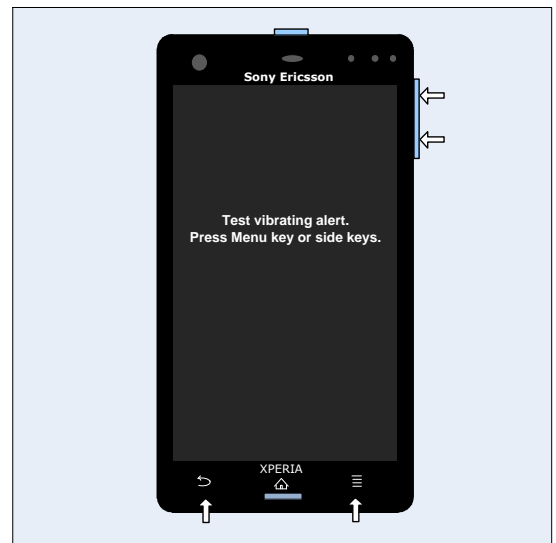 Sony Ericsson
Test vibrating alert.
Press Menu key or side keys.
XPERIA